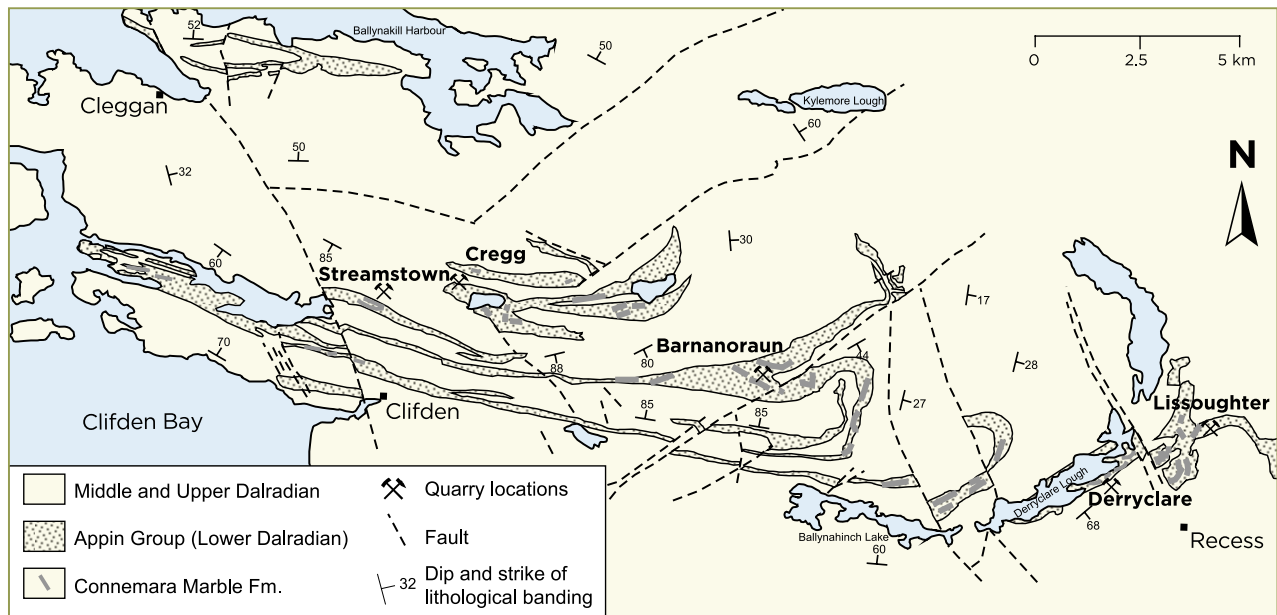 52
Ballynakill Harbour
50
0
2.5
5 km
Cleggan
Kylemore Lough
60
50
32
N
30
60
85
Cregg
Streamstown
17
70
Barnanoraun
44
80
88
28
Lissoughter
Clifden
85
85
27
Clifden Bay
Derryclare Lough
Derryclare
68
Ballynahinch Lake
60
Recess
Middle and Upper Dalradian
Appin Group (Lower Dalradian)
Connemara Marble Fm.
Quarry locations
Fault
32
Dip and strike of
lithological banding